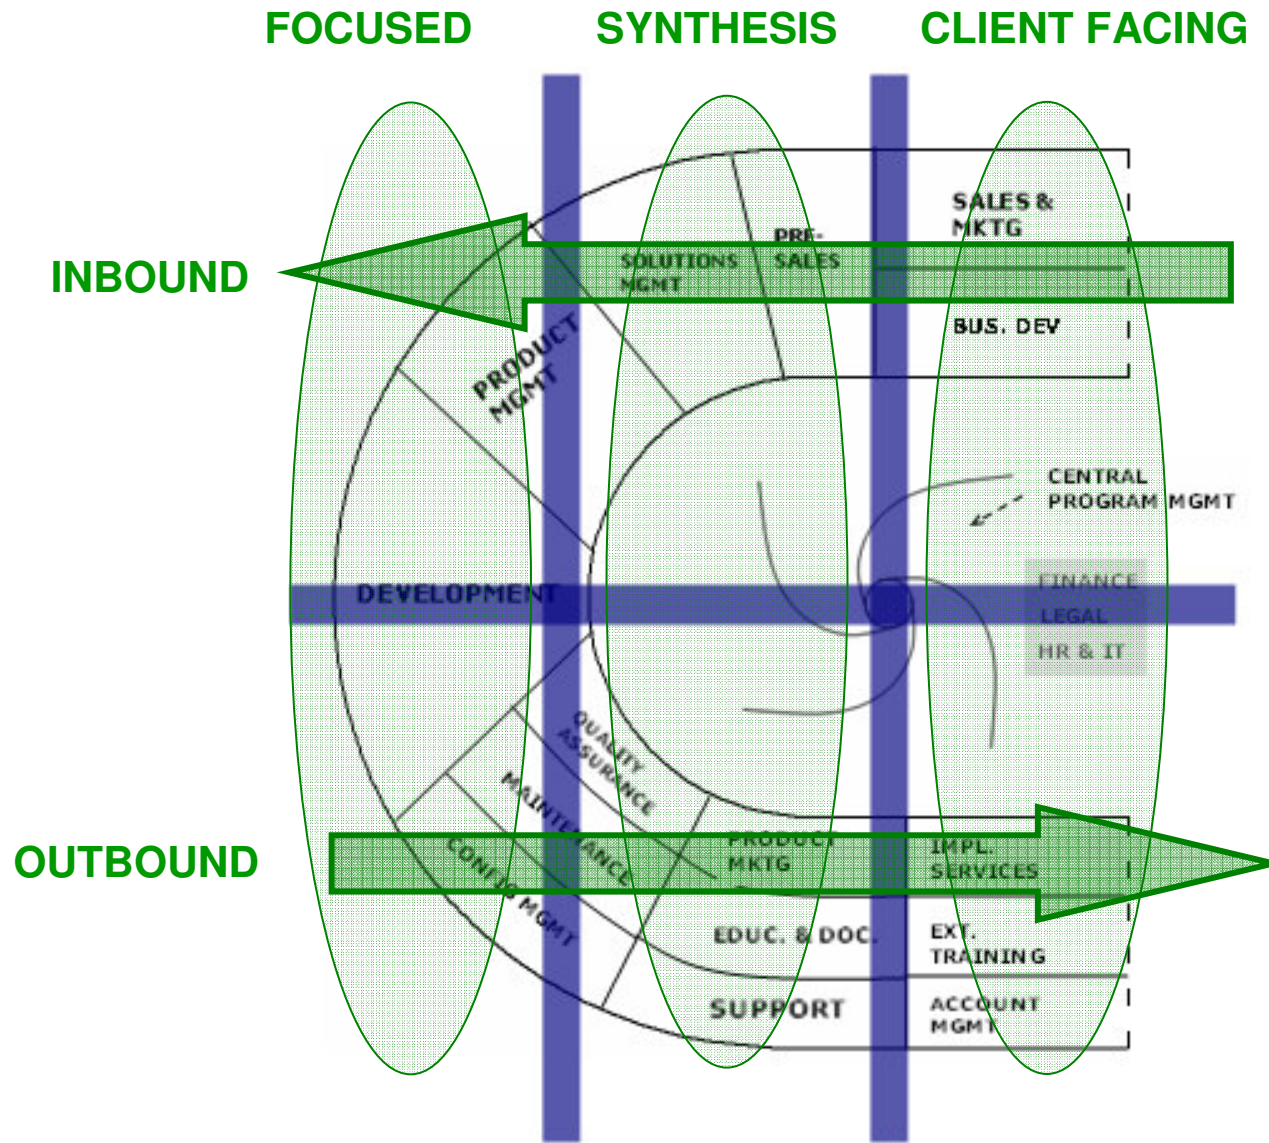 FOCUSED
SYNTHESIS
CLIENT FACING
INBOUND
SALES &
MKTG
PRE-
SALES
SOLUTIONS
MGMT
BUS. DEV
PRODUCT
MGMT
CENTRAL
PROGRAM MGMT
DEVELOPMENT
FINANCE
LEGAL
HR & IT
QUALITY
ASSURANCE
MAINTENANCE
CONFIG MGMT
OUTBOUND
PRODUCT
MKTG
IMPL.
SERVICES
EDUC. & DOC.
EXT.
TRAINING
SUPPORT
ACCOUNT
MGMT